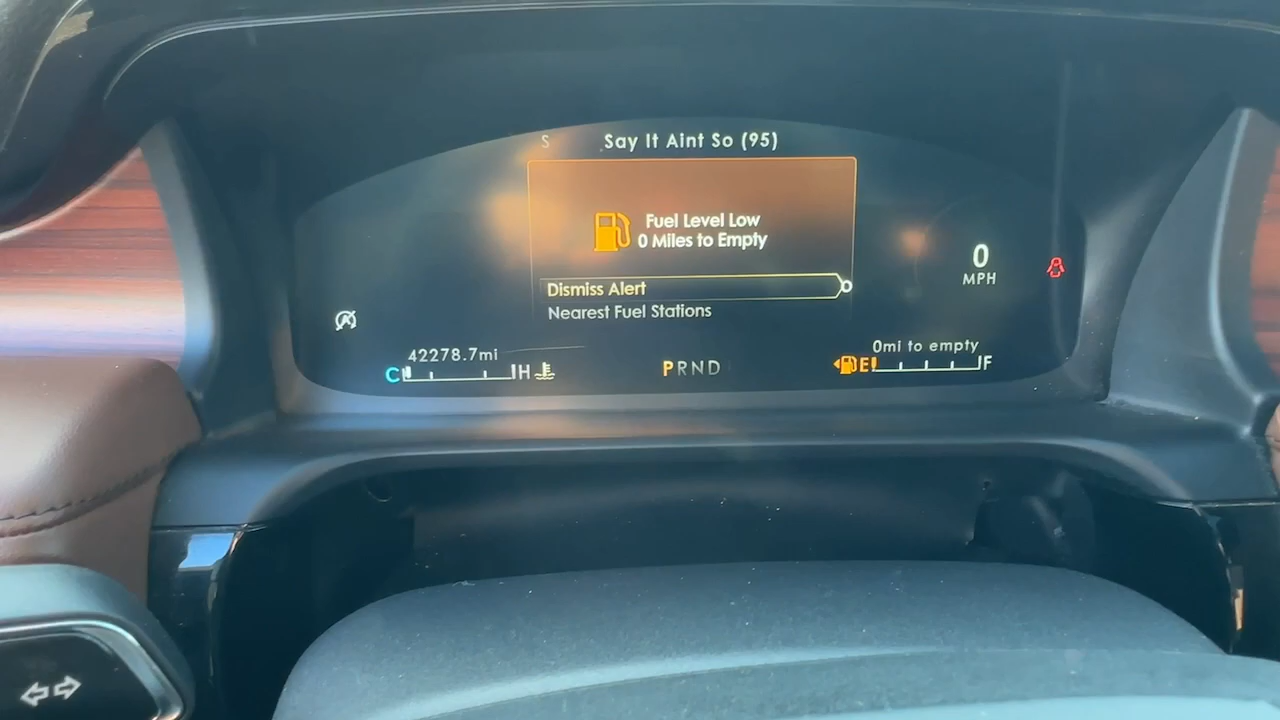 S Say It Aint So (95)
Fuel Level Low
0 Miles to Empty
Dismiss Alert
Nearest Fuel Stations
0
MPH
42278.7mi
0mi to empty
C H
PRND
E F